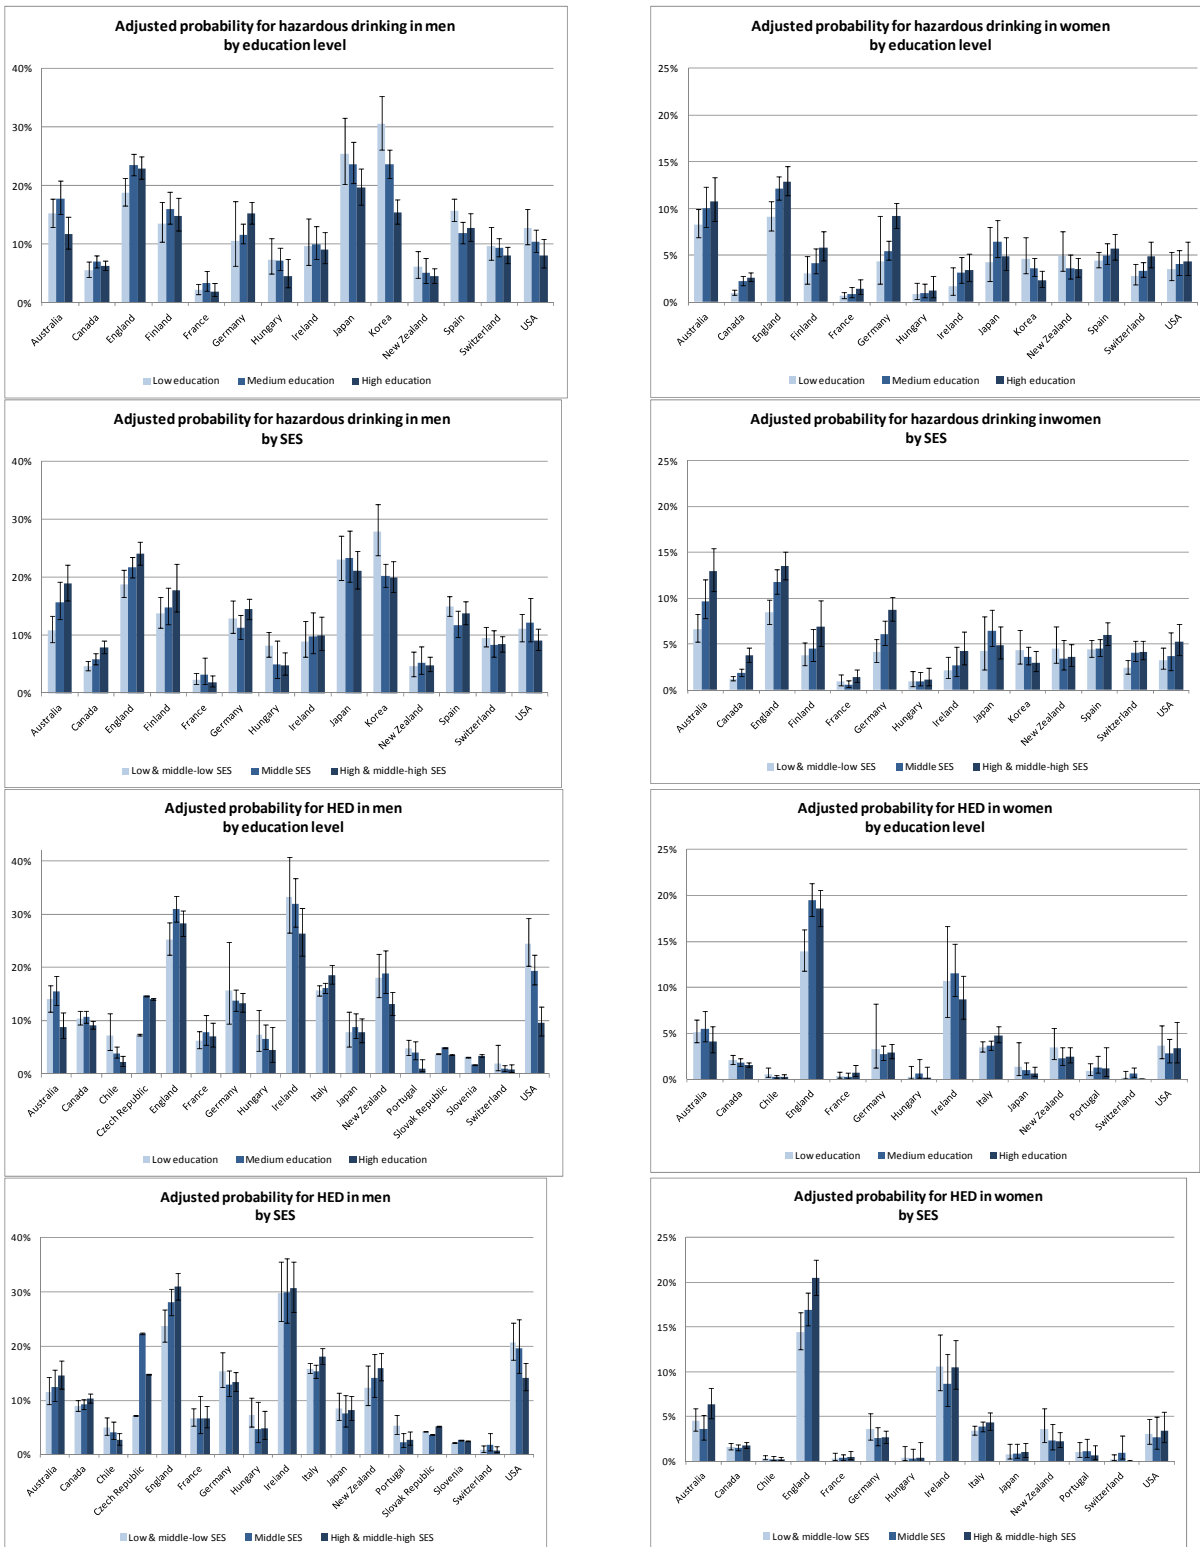 Adjusted probability for hazardous drinking in men
by education level
40%
30%
20%
10%
0%
Australia
Canada
England
Finland
France
Germany
Hungary
Ireland
Japan
Korea
New Zealand
Spain
Switzerland
USA
Low education Medium education High education
Adjusted probability for hazardous drinking in women
by education level
25%
20%
15%
10%
5%
0%
Australia
Canada
England
Finland
France
Germany
Hungary
Ireland
Japan
Korea
New Zealand
Spain
Switzerland
USA
Low education Medium education High education
Adjusted probability for hazardous drinking in men
by SES
40%
30%
20%
10%
0%
Australia
Canada
England
Finland
France
Germany
Hungary
Ireland
Japan
Korea
New Zealand
Spain
Switzerland
USA
Low & middle-low SES Middle SES High & middle-high SES
Adjusted probability for hazardous drinking inwomen
by SES
25%
20%
15%
10%
5%
0%
Australia
Canada
England
Finland
France
Germany
Hungary
Ireland
Japan
Korea
New Zealand
Spain
Switzerland
USA
Low & middle-low SES Middle SES High & middle-high SES
Adjusted probability for HED in men
by education level
40%
30%
20%
10%
0%
Australia
Canada
Chile
Czech Republic
England
France
Germany
Hungary
Ireland
Italy
Japan
New Zealand
Portugal
Slovak Republic
Slovenia
Switzerland
USA
Low education Medium education High education
Adjusted probability for HED in women
by education level
25%
20%
15%
10%
5%
0%
Australia
Canada
Chile
England
France
Germany
Hungary
Ireland
Italy
Japan
New Zealand
Portugal
Switzerland
USA
Low education Medium education High education
Adjusted probability for HED in men
by SES
40%
30%
20%
10%
0%
Australia
Canada
Chile
Czech Republic
England
France
Germany
Hungary
Ireland
Italy
Japan
New Zealand
Portugal
Slovak Republic
Slovenia
Switzerland
USA
Low & middle-low SES Middle SES High & middle-high SES
Adjusted probability for HED in women
by SES
25%
20%
15%
10%
5%
0%
Australia
Canada
Chile
England
France
Germany
Hungary
Ireland
Italy
Japan
New Zealand
Portugal
Switzerland
USA
Low & middle-low SES Middle SES High & middle-high SES